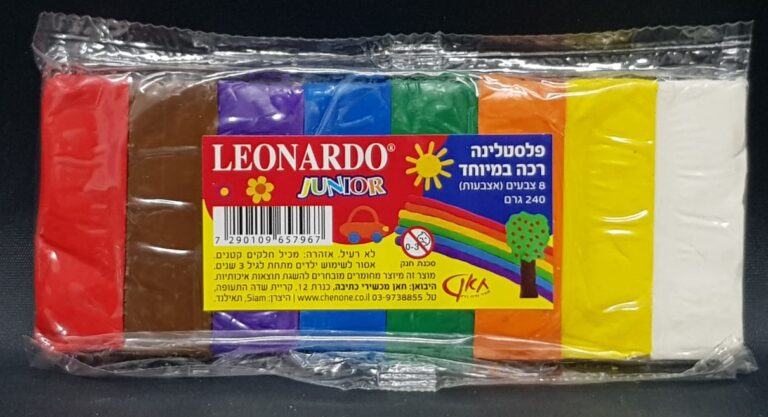 LEONARDO®
JUNIOR
פלסטלינה
רכה במיוחד
8 צבעים (אצבעות)
240 גרם
7 290109 657967
0-3
סכנת חנק
לא רעיל. אזהרה: מכיל חלקים קטנים.
אסור לשימוש ילדים מתחת לגיל 3 שנים.
מוצר זה מיוצר מחומרים מובחרים להשגת תוצאות איכותיות.
היבואן: חאן מכשירי כתיבה, כנרת 12, קריית שדה התעופה,
טל. 03-9738855 www.chenone.co.il | היצרן: Siam, תאילנד.
חאן